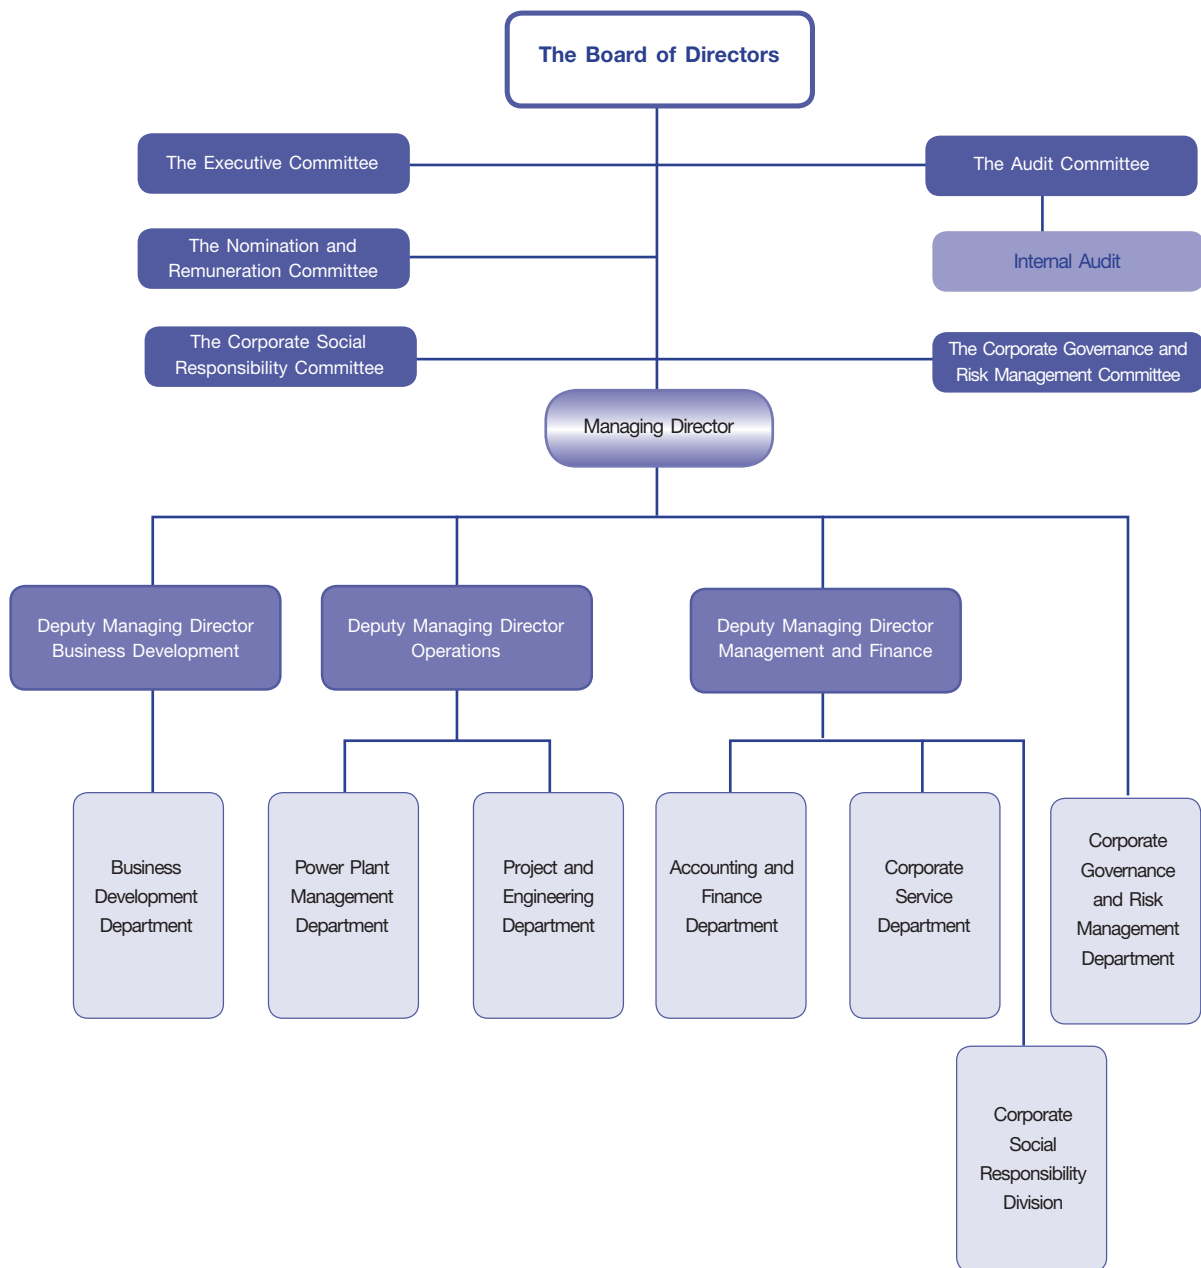 The Board of Directors
The Executive Committee
The Audit Committee
The Nomination and
Remuneration Committee
Internal Audit
The Corporate Social
Responsibility Committee
The Corporate Governance and
Risk Management Committee
Managing Director
Deputy Managing Director
Business Development
Deputy Managing Director
Operations
Deputy Managing Director
Management and Finance
Business
Development
Department
Power Plant
Management
Department
Project and
Engineering
Department
Accounting and
Finance
Department
Corporate
Service
Department
Corporate
Governance
and Risk
Management
Department
Corporate
Social
Responsibility
Division